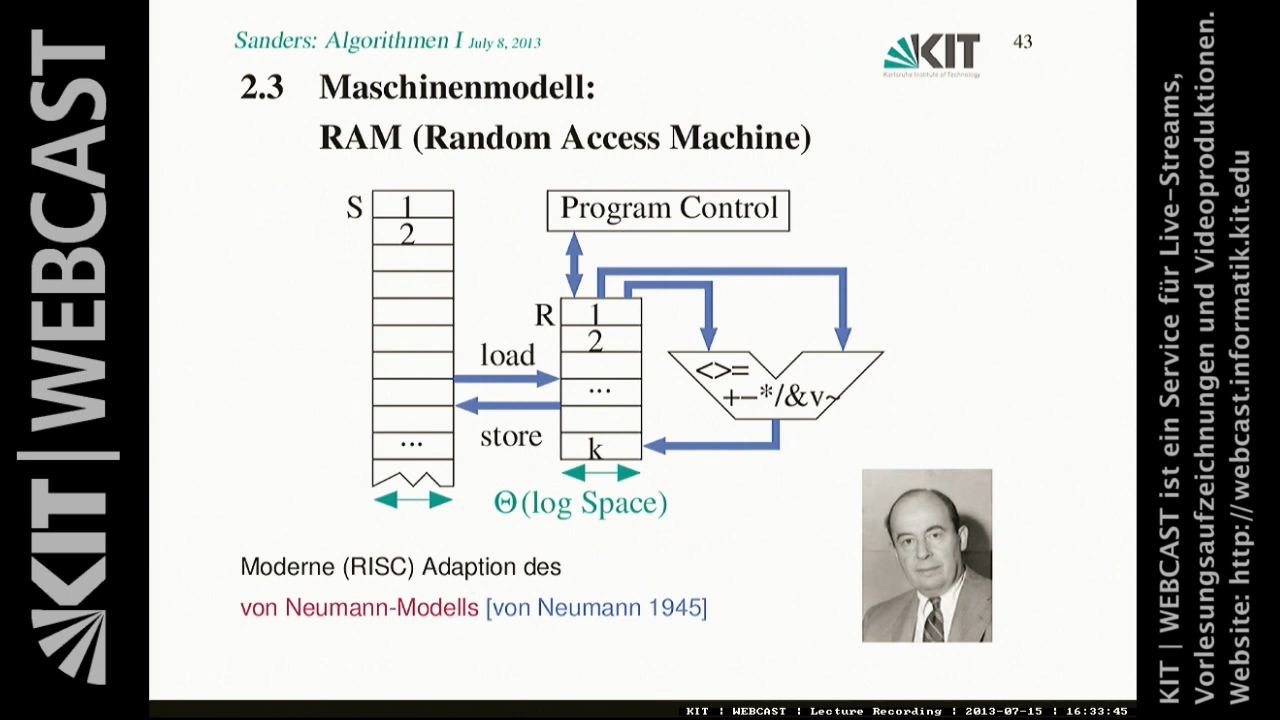 KIT | WEBCAST
Sanders: Algorithmen I July 8, 2013
KIT
Karlsruhe Institute of Technology
43
2.3 Maschinenmodell:
RAM (Random Access Machine)
S
1
2
...
Program Control
R
1
2
...
k
load
store
<>=
+−*/&v~
Θ(log Space)
Moderne (RISC) Adaption des
von Neumann-Modells [von Neumann 1945]
KIT | WEBCAST ist ein Service für Live-Streams,
Vorlesungsaufzeichnungen und Videoproduktionen.
Website: http://webcast.informatik.kit.edu
KIT | WEBCAST | Lecture Recording | 2013-07-15 | 16:33:45